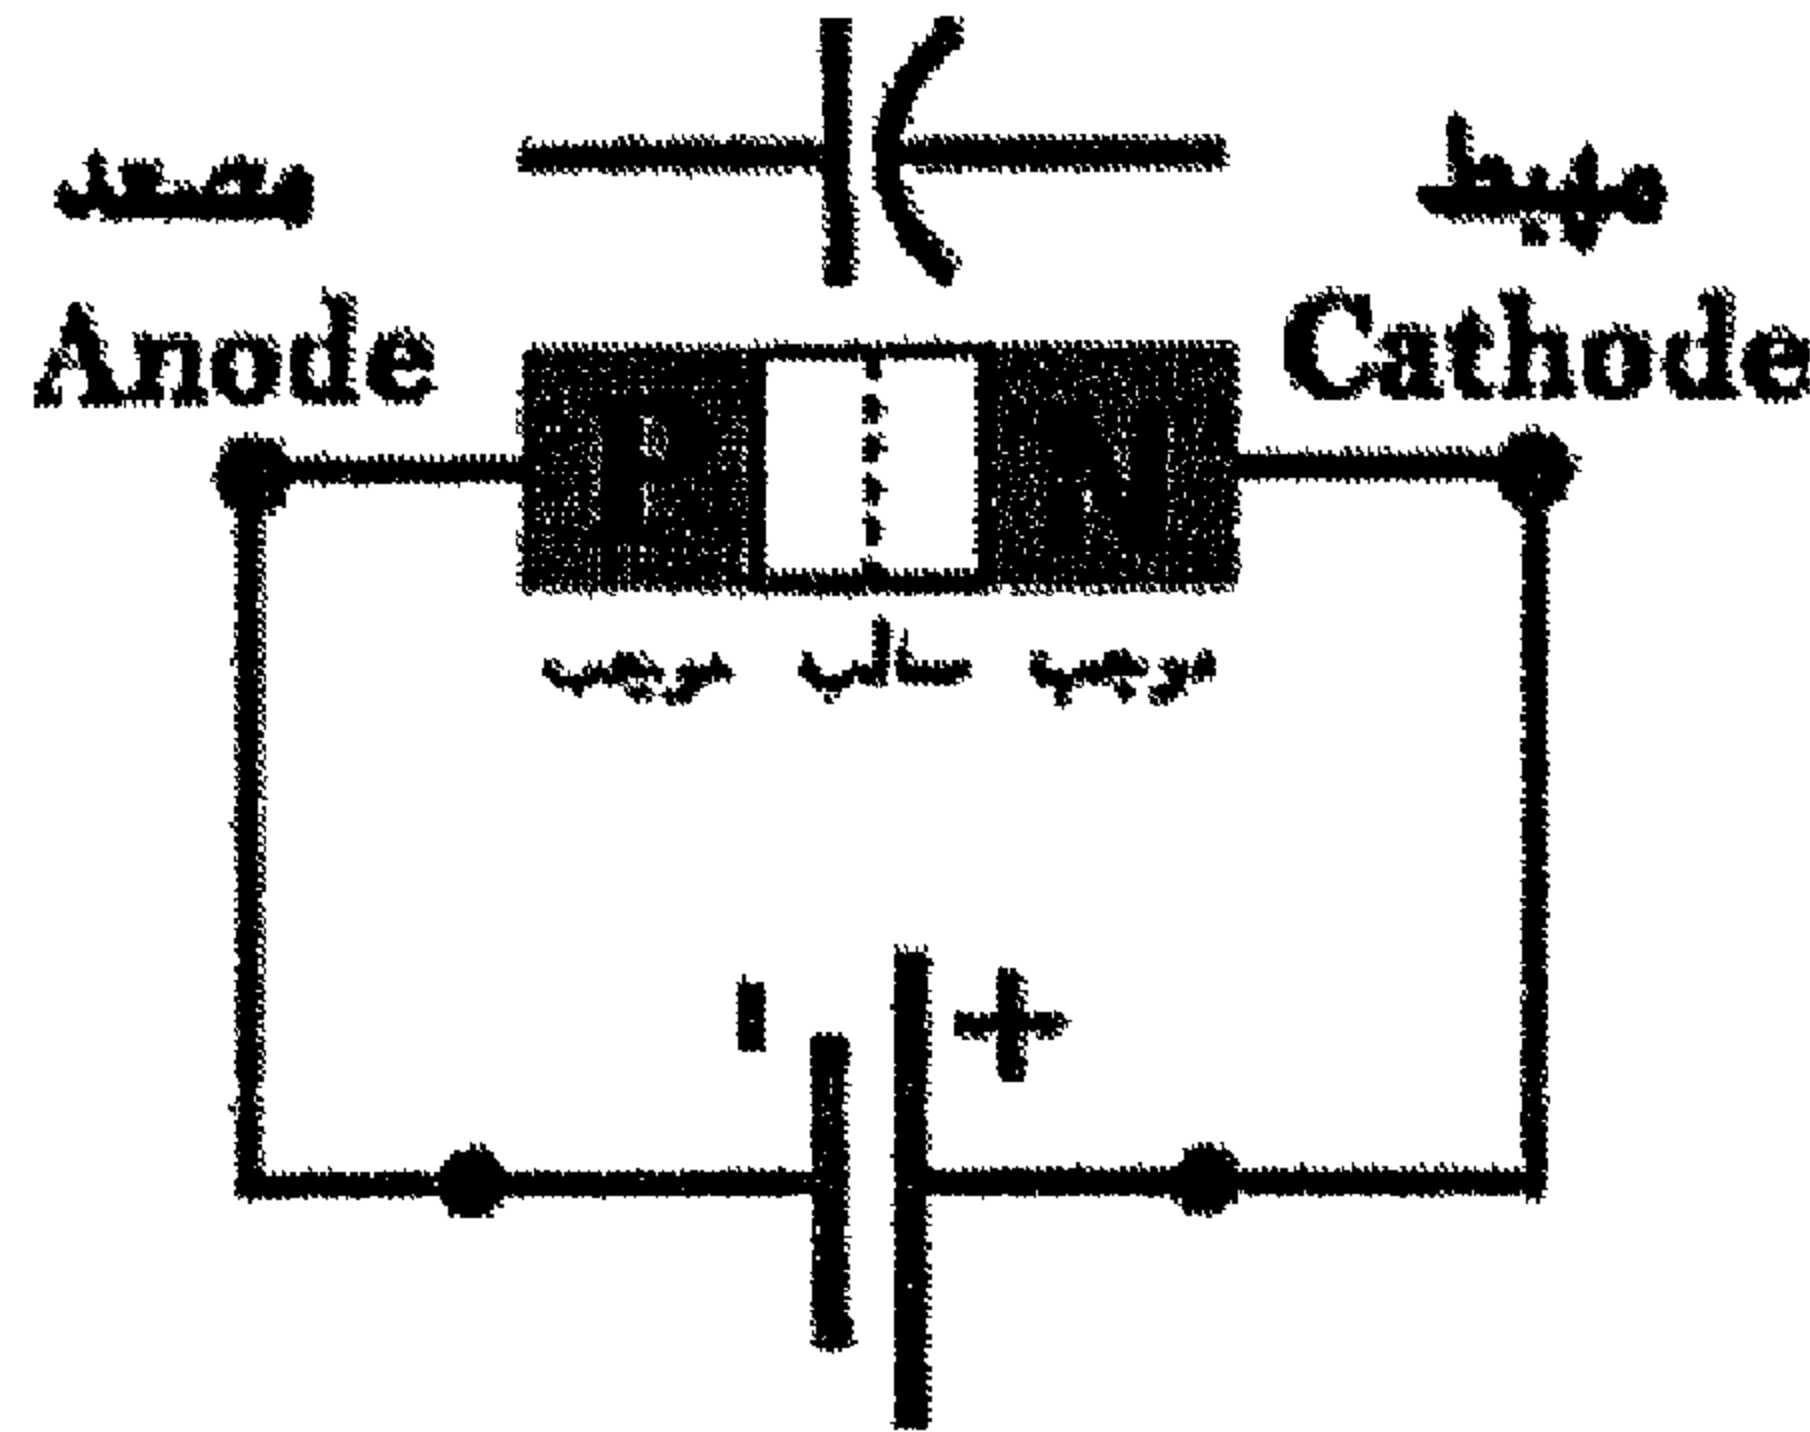 مصعد مهبط
Anode Cathode
P N
موجب سالب موجب
- +